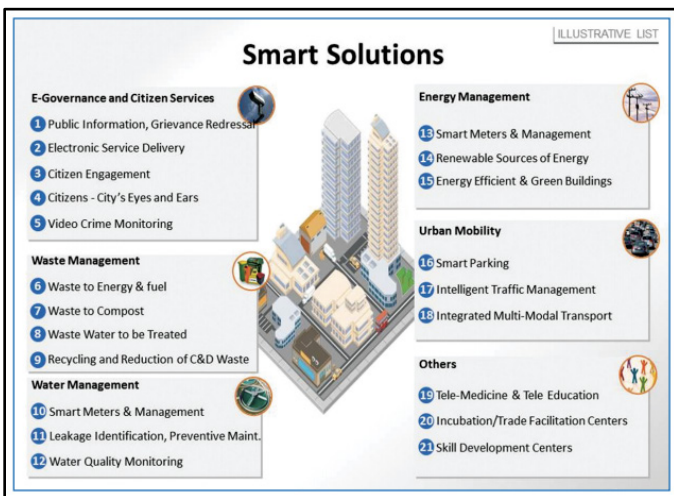 ILLUSTRATIVE LIST
Smart Solutions
E-Governance and Citizen Services
1 Public Information, Grievance Redressal
2 Electronic Service Delivery
3 Citizen Engagement
4 Citizens - City's Eyes and Ears
5 Video Crime Monitoring
Waste Management
6 Waste to Energy & fuel
7 Waste to Compost
8 Waste Water to be Treated
9 Recycling and Reduction of C&D Waste
Water Management
10 Smart Meters & Management
11 Leakage Identification, Preventive Maint.
12 Water Quality Monitoring
Energy Management
13 Smart Meters & Management
14 Renewable Sources of Energy
15 Energy Efficient & Green Buildings
Urban Mobility
16 Smart Parking
17 Intelligent Traffic Management
18 Integrated Multi-Modal Transport
Others
19 Tele-Medicine & Tele Education
20 Incubation/Trade Facilitation Centers
21 Skill Development Centers